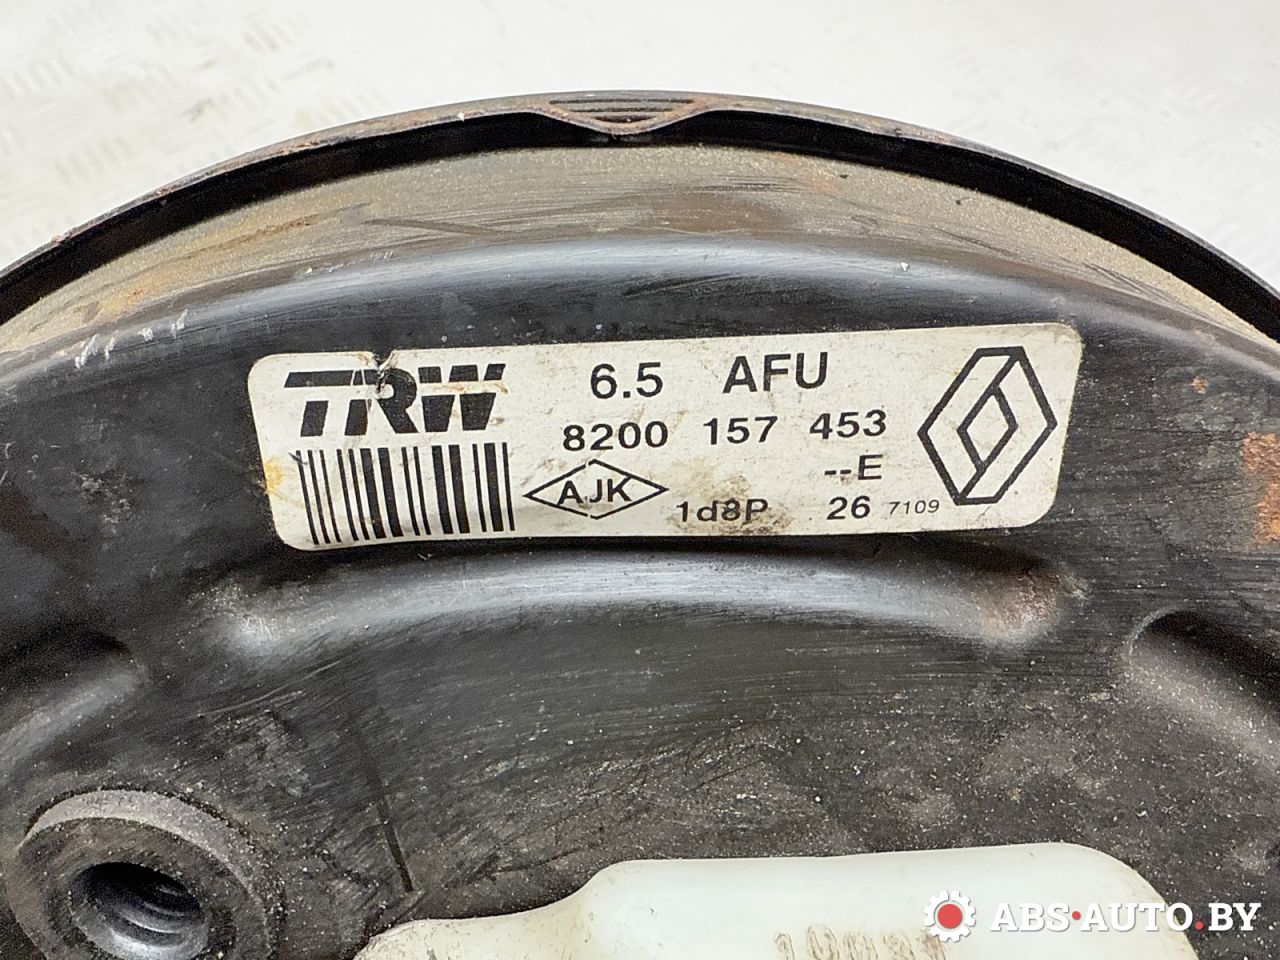 TRW 6.5 AFU
8200 157 453
--E
AJK 1d8P 26 7109
ABS-AUTO.BY